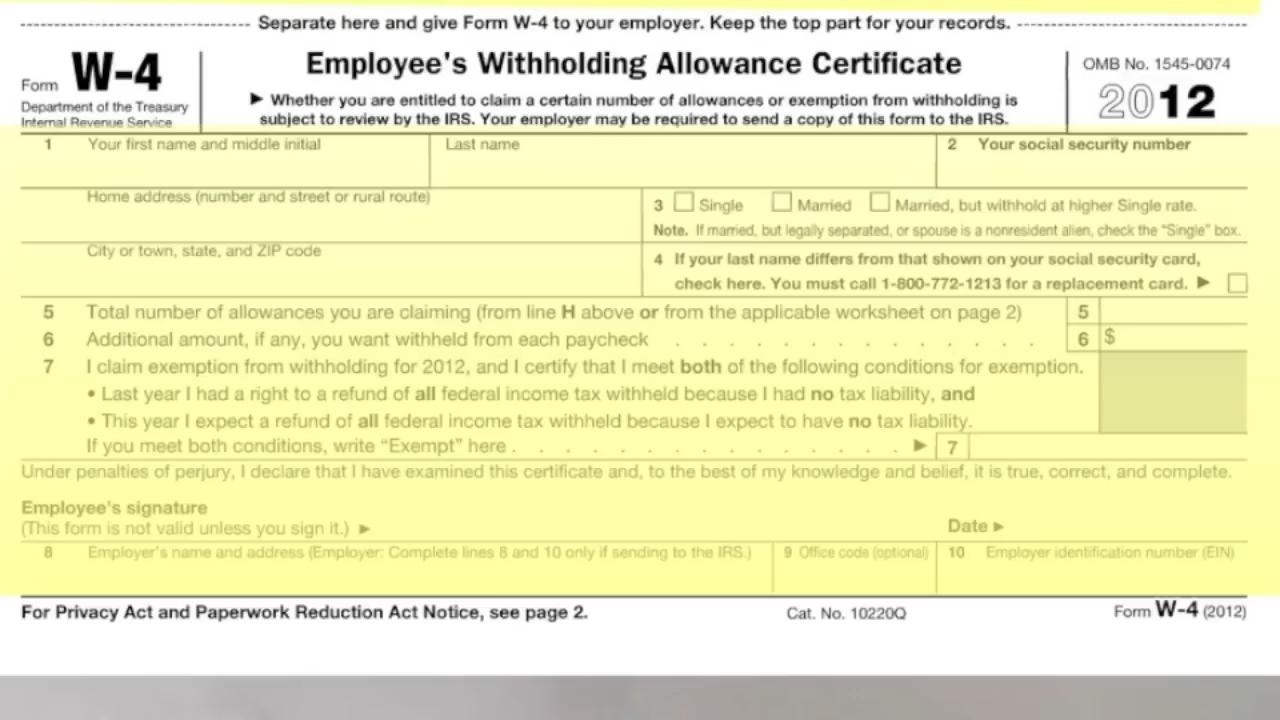 Separate here and give Form W-4 to your employer. Keep the top part for your records.
Form W-4
Department of the Treasury
Internal Revenue Service
Employee's Withholding Allowance Certificate
▶ Whether you are entitled to claim a certain number of allowances or exemption from withholding is
subject to review by the IRS. Your employer may be required to send a copy of this form to the IRS.
OMB No. 1545-0074
2012
1 Your first name and middle initial
Last name
2 Your social security number
Home address (number and street or rural route)
3 Single Married Married, but withhold at higher Single rate.
Note. If married, but legally separated, or spouse is a nonresident alien, check the “Single” box.
City or town, state, and ZIP code
4 If your last name differs from that shown on your social security card,
check here. You must call 1-800-772-1213 for a replacement card. ▶
5 Total number of allowances you are claiming (from line H above or from the applicable worksheet on page 2) 5
6 Additional amount, if any, you want withheld from each paycheck . . . . . . . . . . . . . . 6 $
7 I claim exemption from withholding for 2012, and I certify that I meet both of the following conditions for exemption.
• Last year I had a right to a refund of all federal income tax withheld because I had no tax liability, and
• This year I expect a refund of all federal income tax withheld because I expect to have no tax liability.
If you meet both conditions, write “Exempt” here . . . . . . . . . . . . . . . ▶ 7
Under penalties of perjury, I declare that I have examined this certificate and, to the best of my knowledge and belief, it is true, correct, and complete.
Employee's signature
(This form is not valid unless you sign it.) ▶
Date ▶
8 Employer's name and address (Employer: Complete lines 8 and 10 only if sending to the IRS.)
9 Office code (optional)
10 Employer identification number (EIN)
For Privacy Act and Paperwork Reduction Act Notice, see page 2.
Cat. No. 10220Q
Form W-4 (2012)